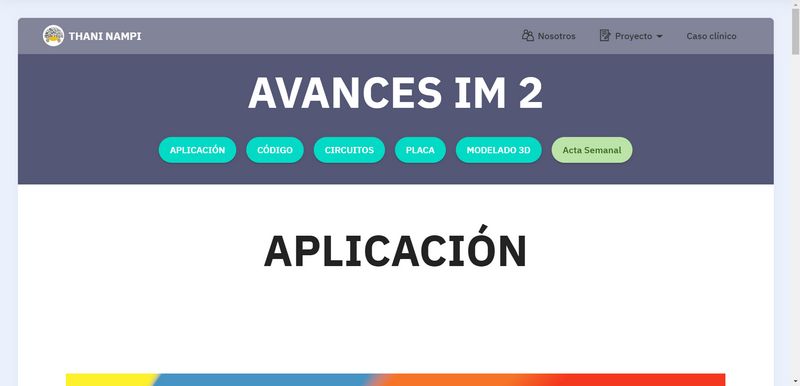 THANI NAMPI
Nosotros
Proyecto
Caso clínico
AVANCES IM 2
APLICACIÓN
CÓDIGO
CIRCUITOS
PLACA
MODELADO 3D
Acta Semanal
APLICACIÓN